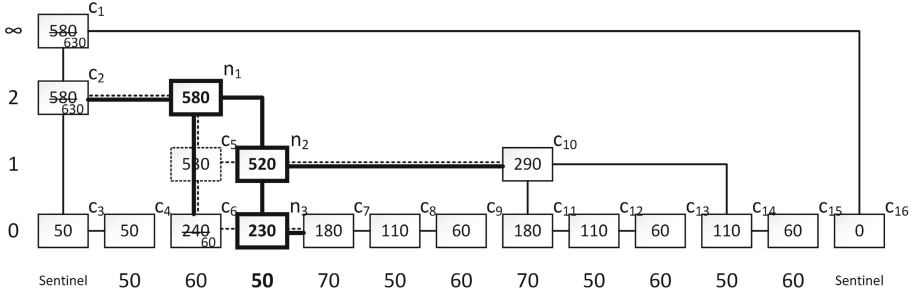 c1
∞ 580 630
c2 n1
2 580 630 580
c5 n2 c10
1 530 520 290
c3 c4 c6 n3 c7 c8 c9 c11 c12 c13 c14 c15 c16
0 50 50 240 60 230 180 110 60 180 110 60 110 60 0
Sentinel 50 60 50 70 50 60 70 50 60 50 60 Sentinel